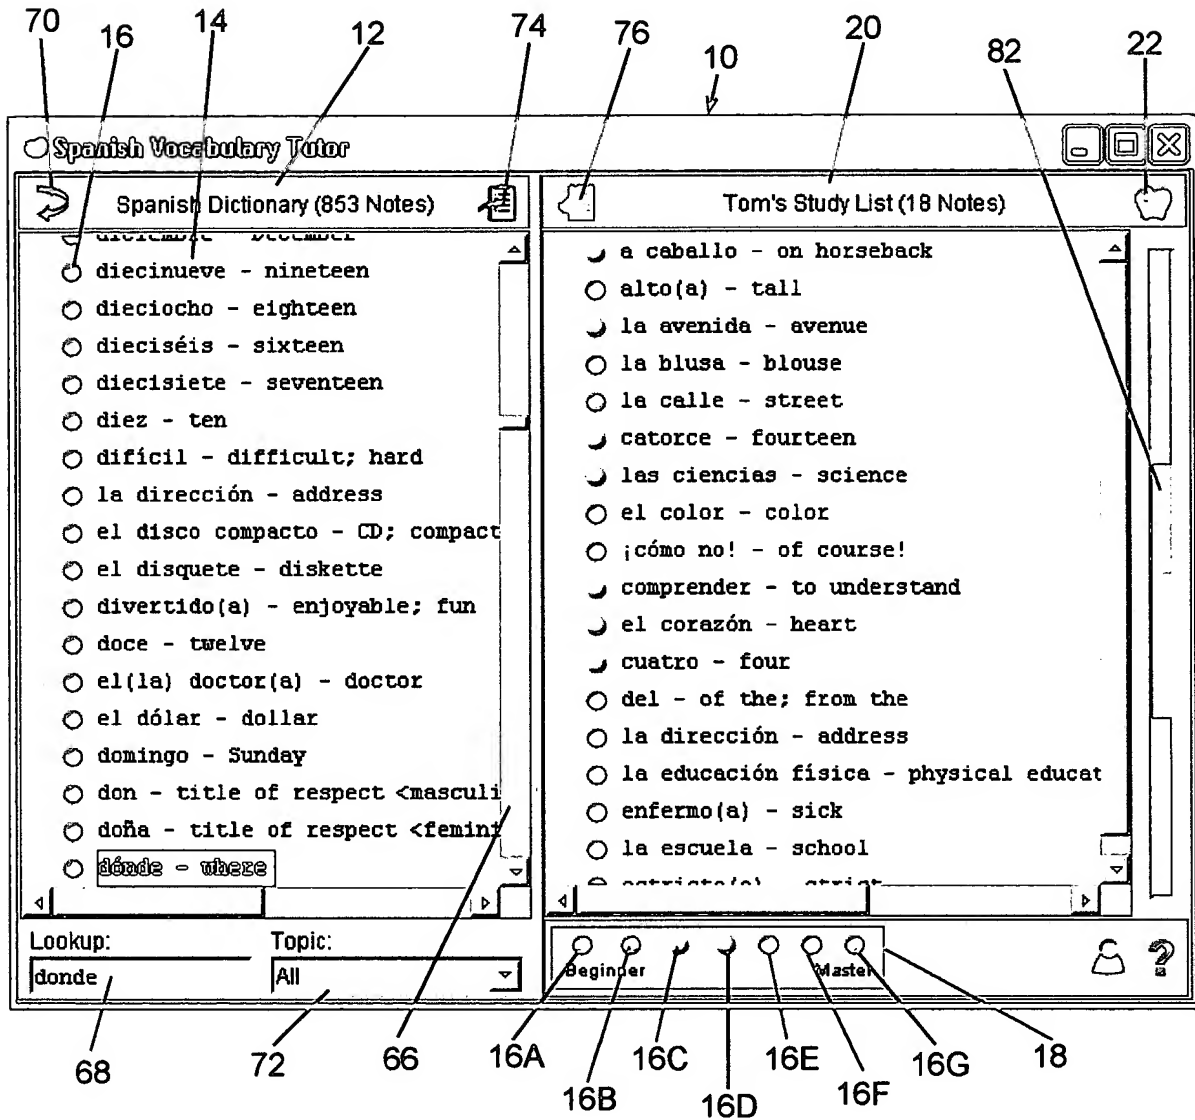 70 16 14 12 74 76 10 20 82 22
Spanish Vocabulary Tutor
Spanish Dictionary (853 Notes)
diciembre - December
diecinueve - nineteen
dieciocho - eighteen
dieciséis - sixteen
diecisiete - seventeen
diez - ten
difícil - difficult; hard
la dirección - address
el disco compacto - CD; compact
el disquete - diskette
divertido(a) - enjoyable; fun
doce - twelve
el(la) doctor(a) - doctor
el dólar - dollar
domingo - Sunday
don - title of respect <masculi
doña - title of respect <femini
dónde - where
Lookup:
donde
Topic:
All
Tom's Study List (18 Notes)
a caballo - on horseback
alto(a) - tall
la avenida - avenue
la blusa - blouse
la calle - street
catorce - fourteen
las ciencias - science
el color - color
¡cómo no! - of course!
comprender - to understand
el corazón - heart
cuatro - four
del - of the; from the
la dirección - address
la educación física - physical educat
enfermo(a) - sick
la escuela - school
estricto(a) - strict
Beginner Master
?
68 72 66 16A 16B 16C 16D 16E 16F 16G 18